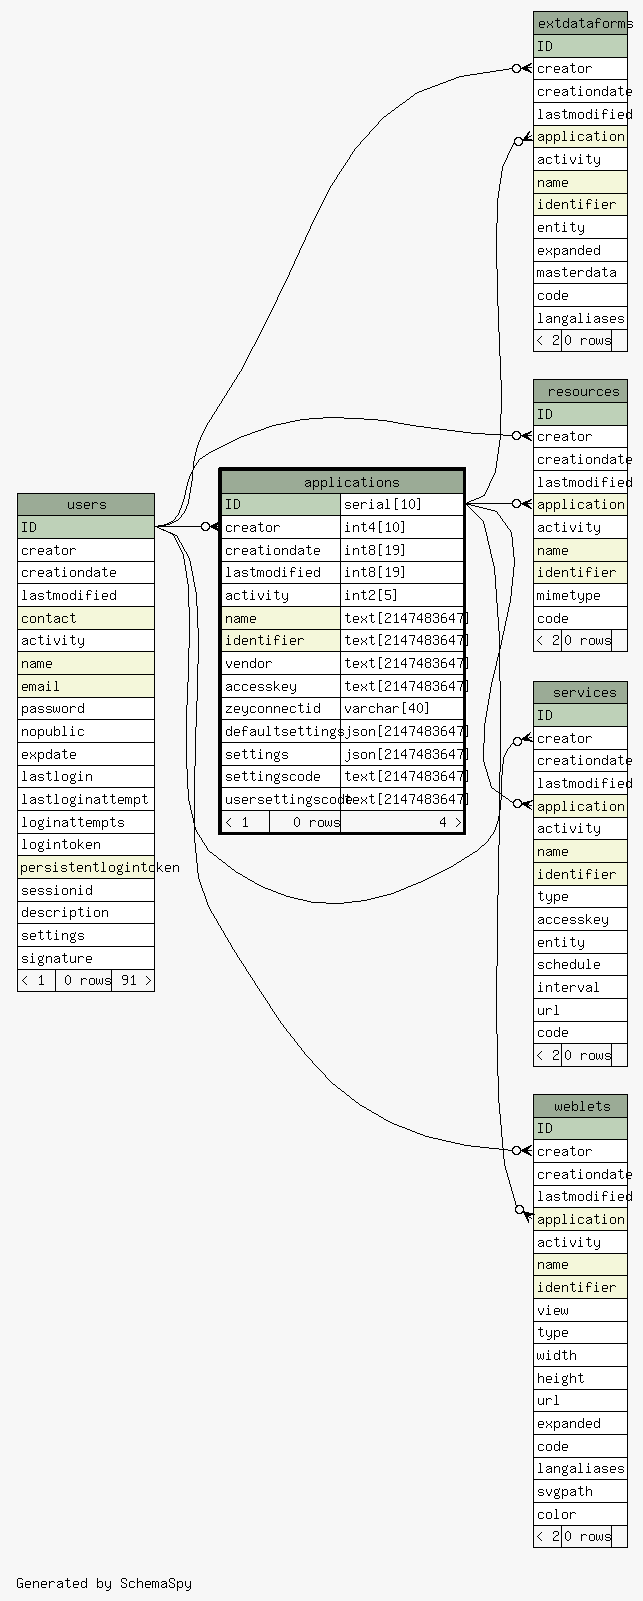 extdataforms
ID
creator
creationdate
lastmodified
application
activity
name
identifier
entity
expanded
masterdata
code
langaliases
< 2 0 rows
resources
ID
creator
creationdate
lastmodified
application
activity
name
identifier
mimetype
code
< 2 0 rows
applications
ID serial[10]
creator int4[10]
creationdate int8[19]
lastmodified int8[19]
activity int2[5]
name text[2147483647]
identifier text[2147483647]
vendor text[2147483647]
accesskey text[2147483647]
zeyconnectid varchar[40]
defaultsettings json[2147483647]
settings json[2147483647]
settingscode text[2147483647]
usersettingscode text[2147483647]
< 1 0 rows 4 >
users
ID
creator
creationdate
lastmodified
contact
activity
name
email
password
nopublic
expdate
lastlogin
lastloginattempt
loginattempts
logintoken
persistentlogintoken
sessionid
description
settings
signature
< 1 0 rows 91 >
services
ID
creator
creationdate
lastmodified
application
activity
name
identifier
type
accesskey
entity
schedule
interval
url
code
< 2 0 rows
weblets
ID
creator
creationdate
lastmodified
application
activity
name
identifier
view
type
width
height
url
expanded
code
langaliases
svgpath
color
< 2 0 rows
Generated by SchemaSpy